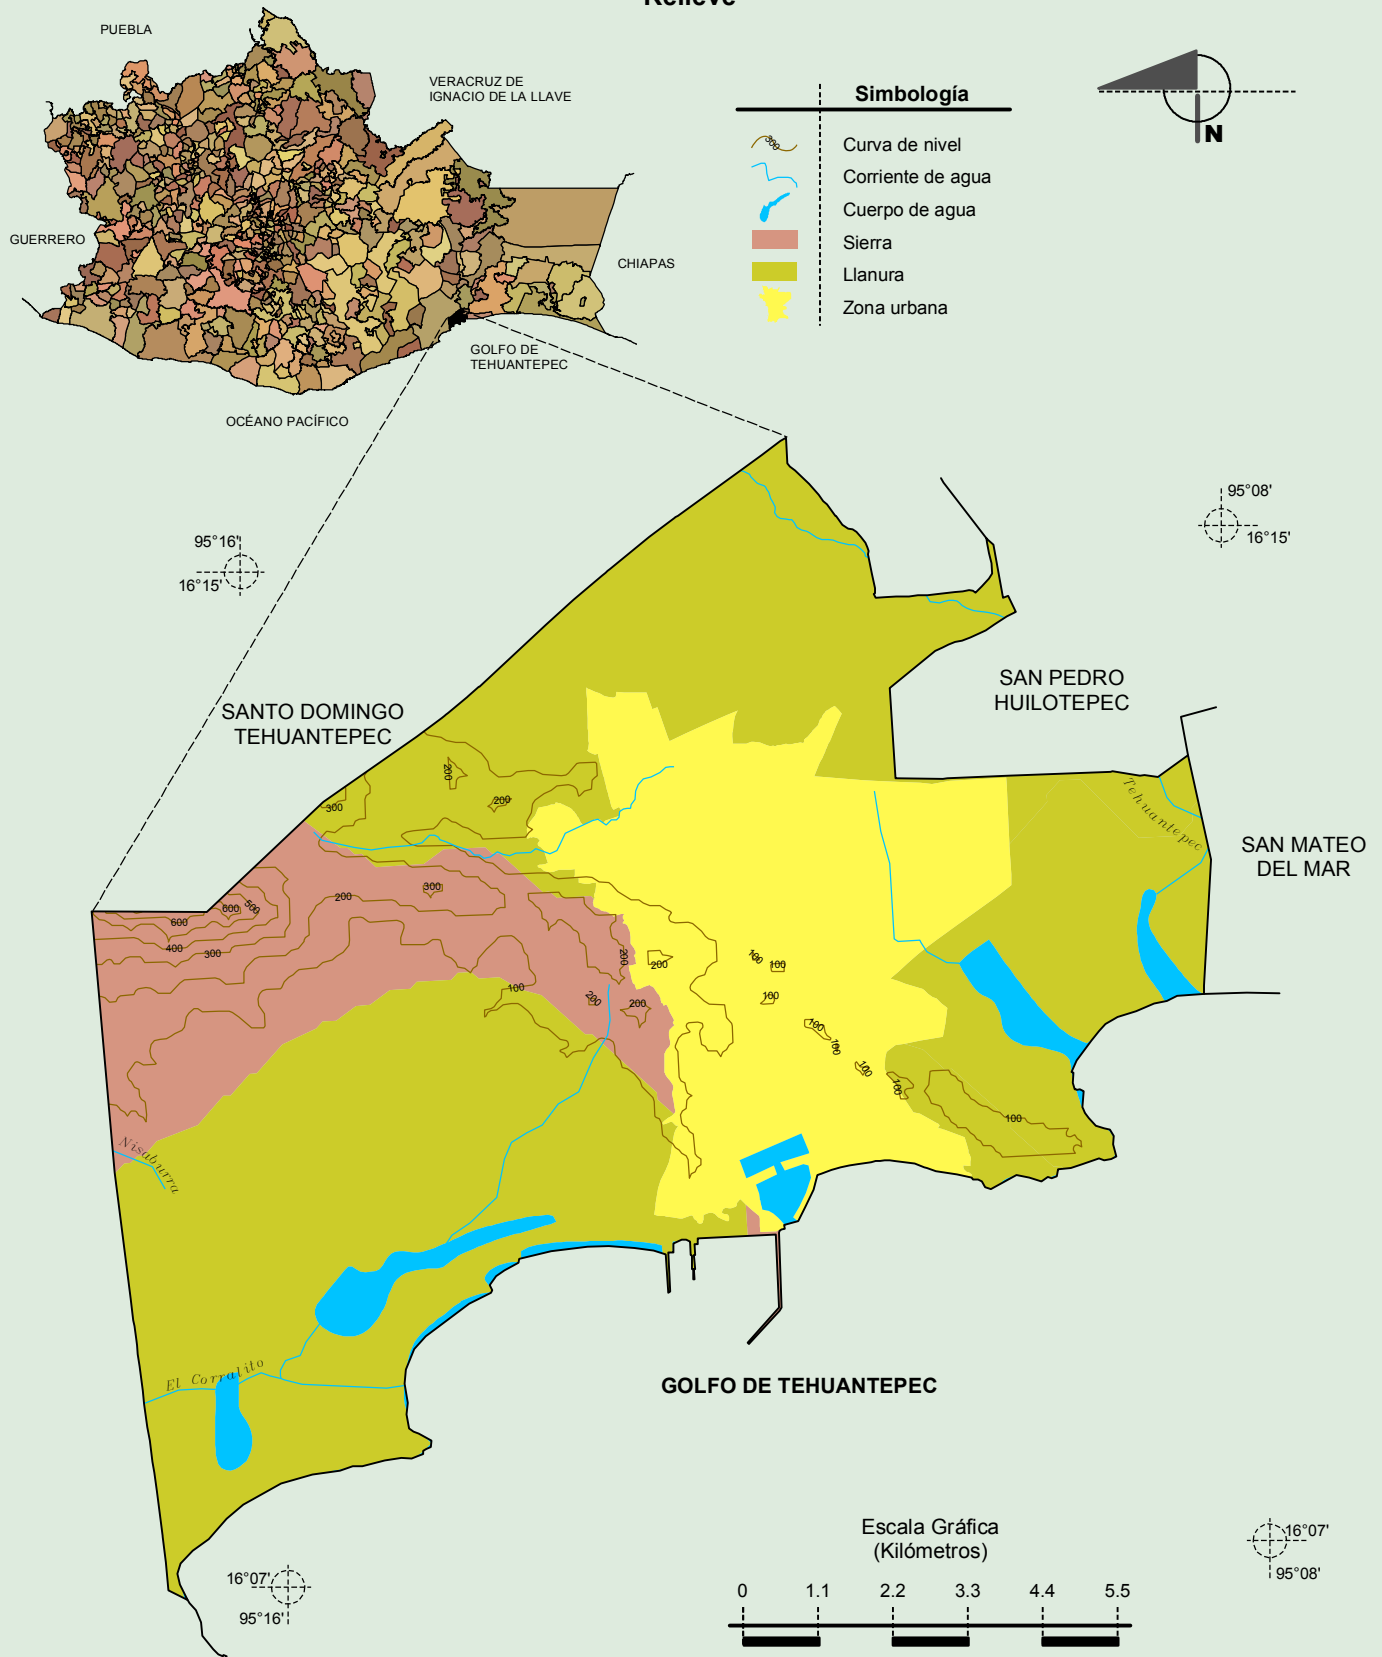 Relieve
PUEBLA
VERACRUZ DE
IGNACIO DE LA LLAVE
GUERRERO
CHIAPAS
GOLFO DE
TEHUANTEPEC
OCÉANO PACÍFICO
Simbología
300
Curva de nivel
Corriente de agua
Cuerpo de agua
Sierra
Llanura
Zona urbana
N
95°16'
16°15'
95°08'
16°15'
SANTO DOMINGO
TEHUANTEPEC
SAN PEDRO
HUILOTEPEC
SAN MATEO
DEL MAR
Tehuantepec
200
200
300
300
200
600
500
600
400
300
100
200
200
200
200
100
100
100
100
100
100
100
100
Nisaburra
El Corralito
GOLFO DE TEHUANTEPEC
16°07'
95°16'
Escala Gráfica
(Kilómetros)
0 1.1 2.2 3.3 4.4 5.5
16°07'
95°08'